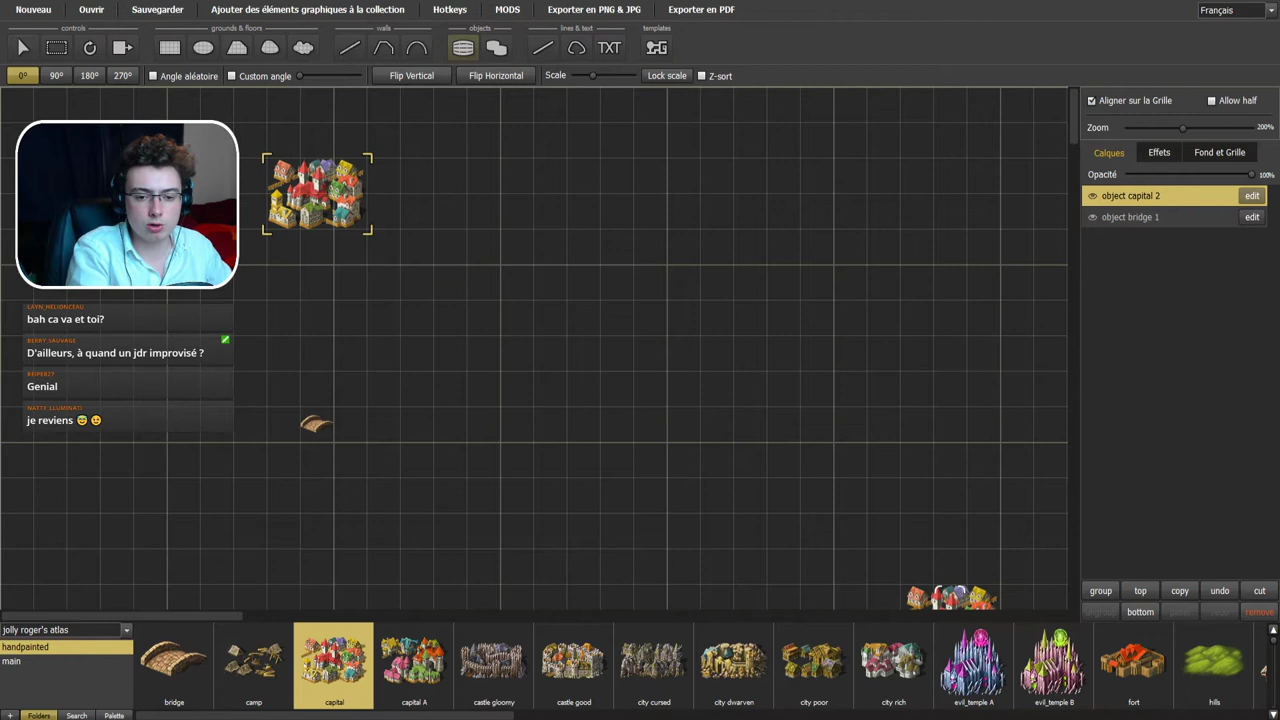 Nouveau Ouvrir Sauvegarder Ajouter des éléments graphiques à la collection Hotkeys MODS Exporter en PNG & JPG Exporter en PDF Français
controls grounds & floors walls objects lines & text templates
TXT
0° 90° 180° 270° Angle aléatoire Custom angle Flip Vertical Flip Horizontal Scale Lock scale Z-sort
Aligner sur la Grille Allow half
Zoom 200%
Calques Effets Fond et Grille
Opacité 100%
object capital 2 edit
object bridge 1 edit
LAYN_HELIONCEAU
bah ca va et toi?
BERRY SAUVAGE
D'ailleurs, à quand un jdr improvisé ?
Genial
NATTE_LLUMINATI
je reviens
group top copy undo cut
bottom remove
jolly roger's atlas
handpainted
main
bridge camp capital capital A castle gloomy castle good city cursed city dwarven city poor city rich evil_temple A evil_temple B fort hills
+ Folders Search Palette